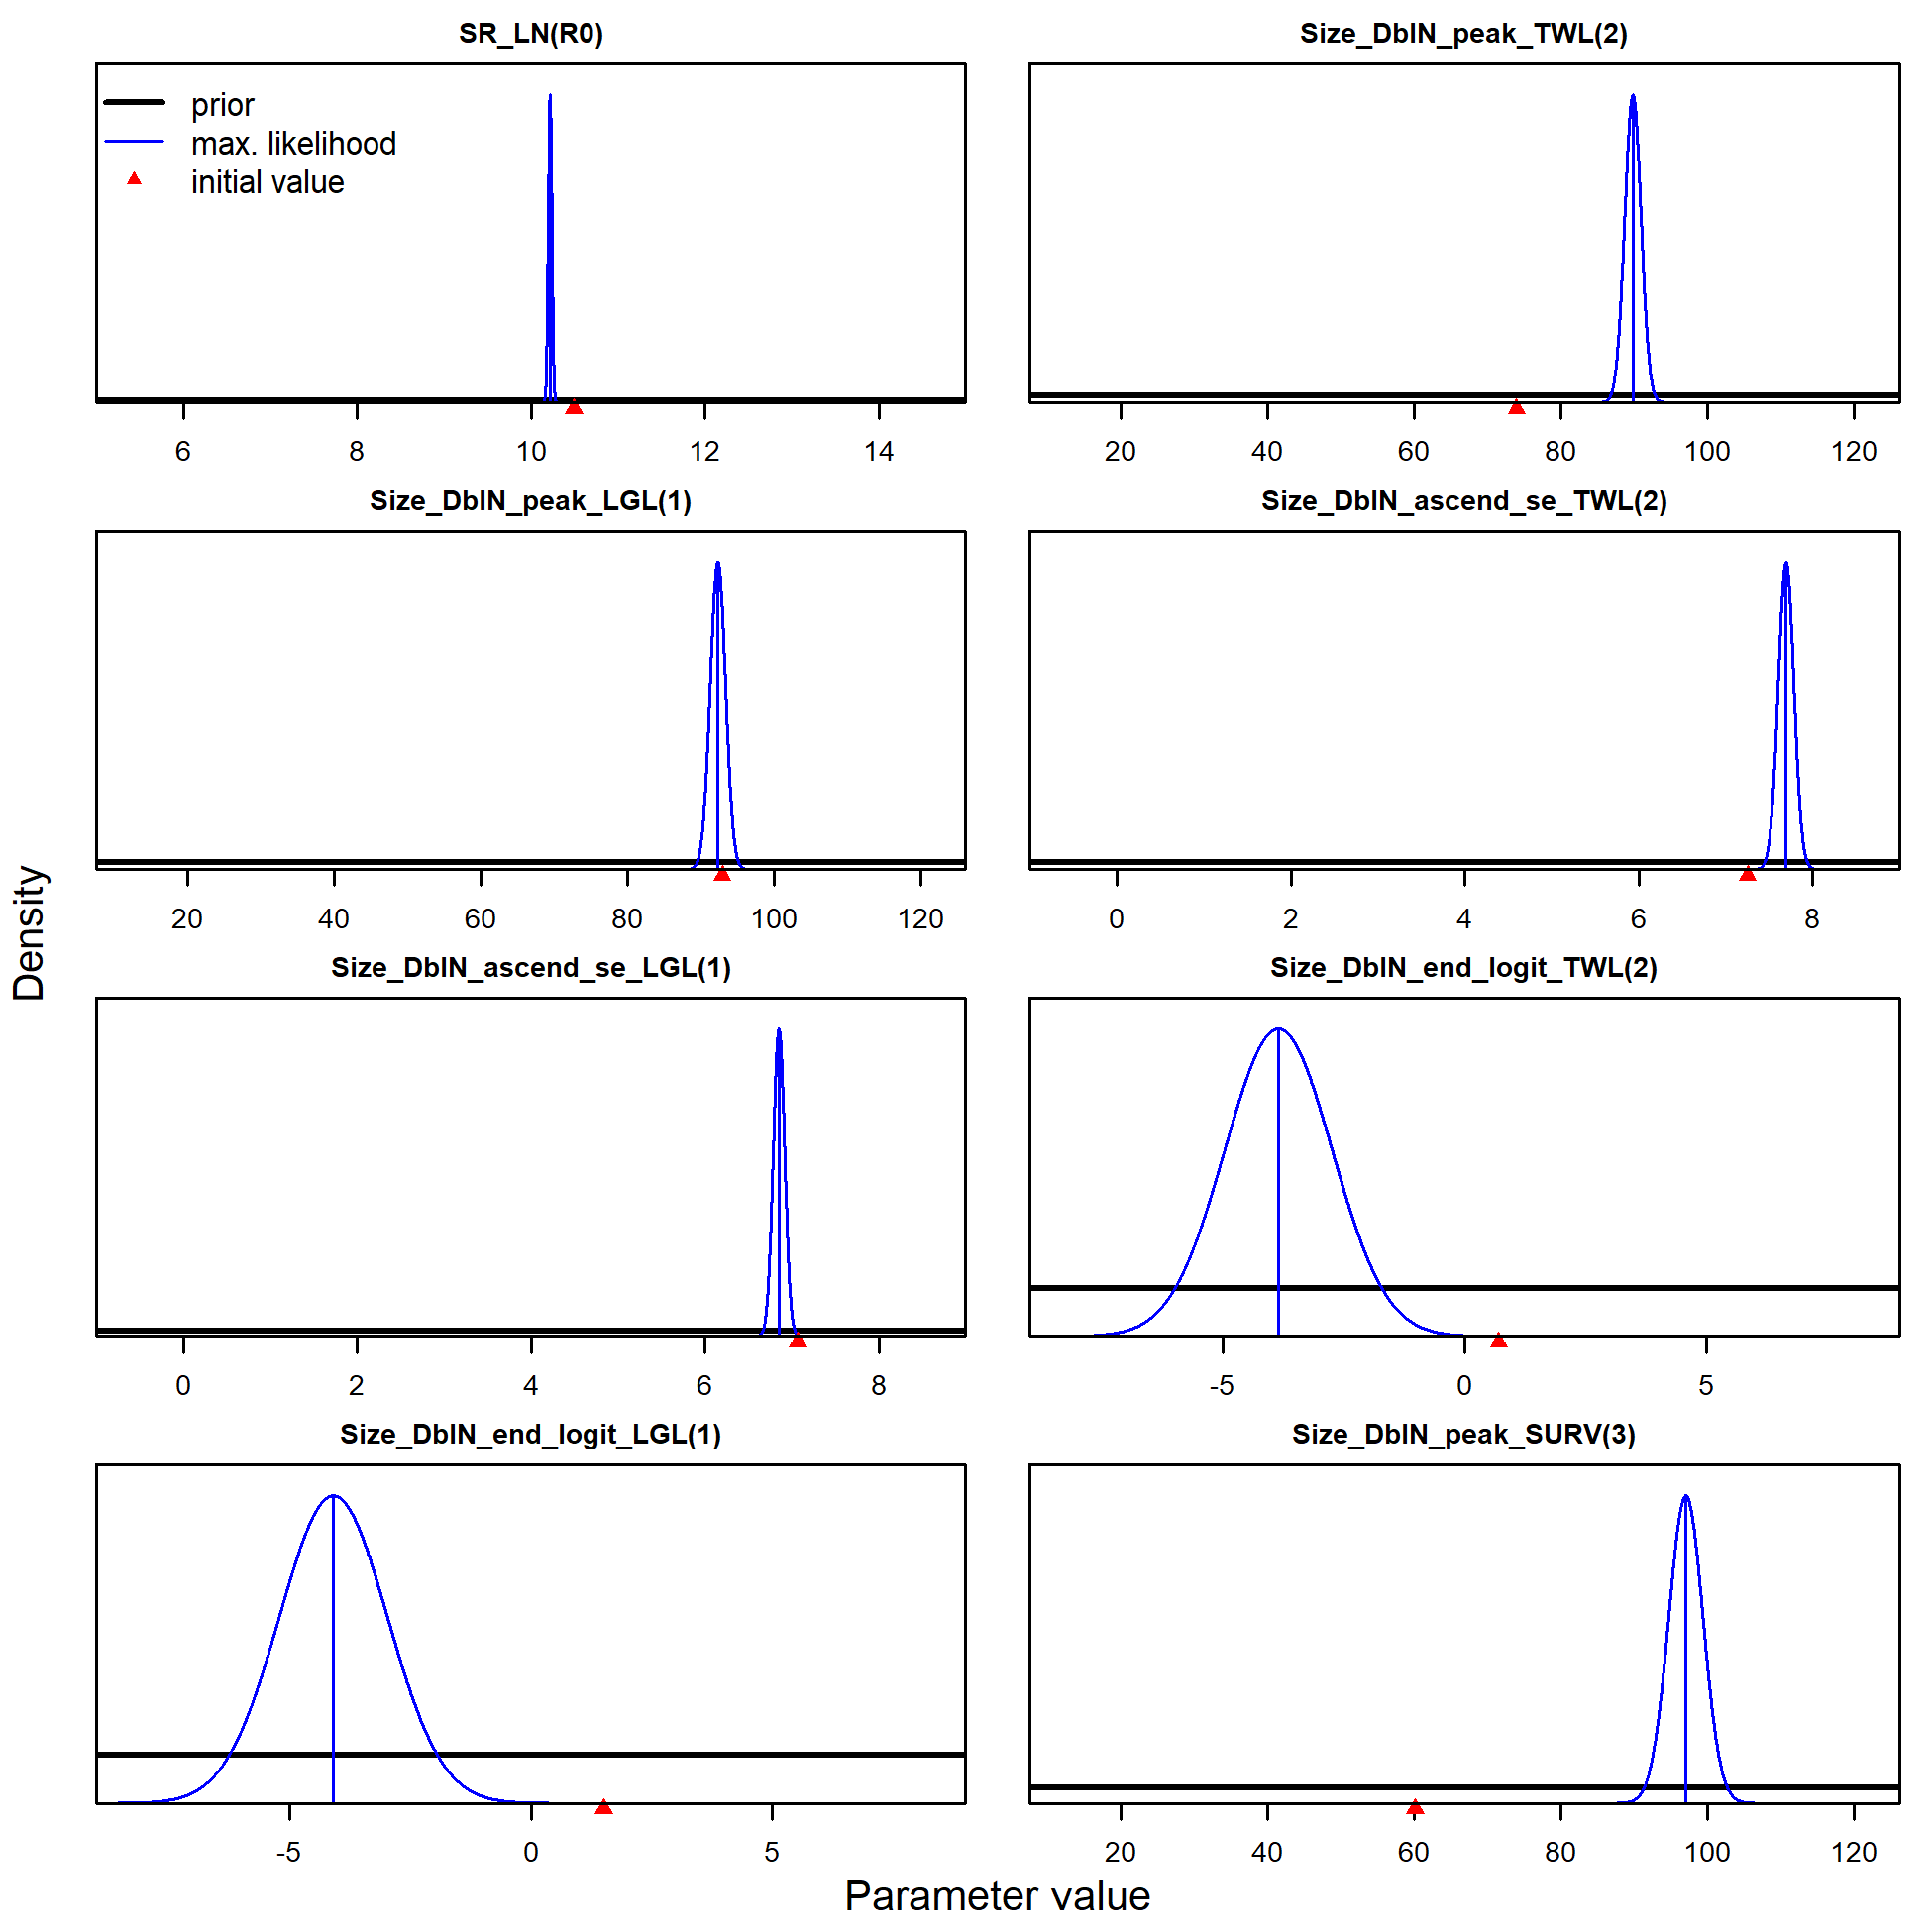 SR_LN(R0)
prior
max. likelihood
initial value
6 8 10 12 14
Size_DblN_peak_TWL(2)
20 40 60 80 100 120
Size_DblN_peak_LGL(1)
20 40 60 80 100 120
Size_DblN_ascend_se_TWL(2)
0 2 4 6 8
Size_DblN_ascend_se_LGL(1)
0 2 4 6 8
Size_DblN_end_logit_TWL(2)
-5 0 5
Size_DblN_end_logit_LGL(1)
-5 0 5
Size_DblN_peak_SURV(3)
20 40 60 80 100 120
Density
Parameter value